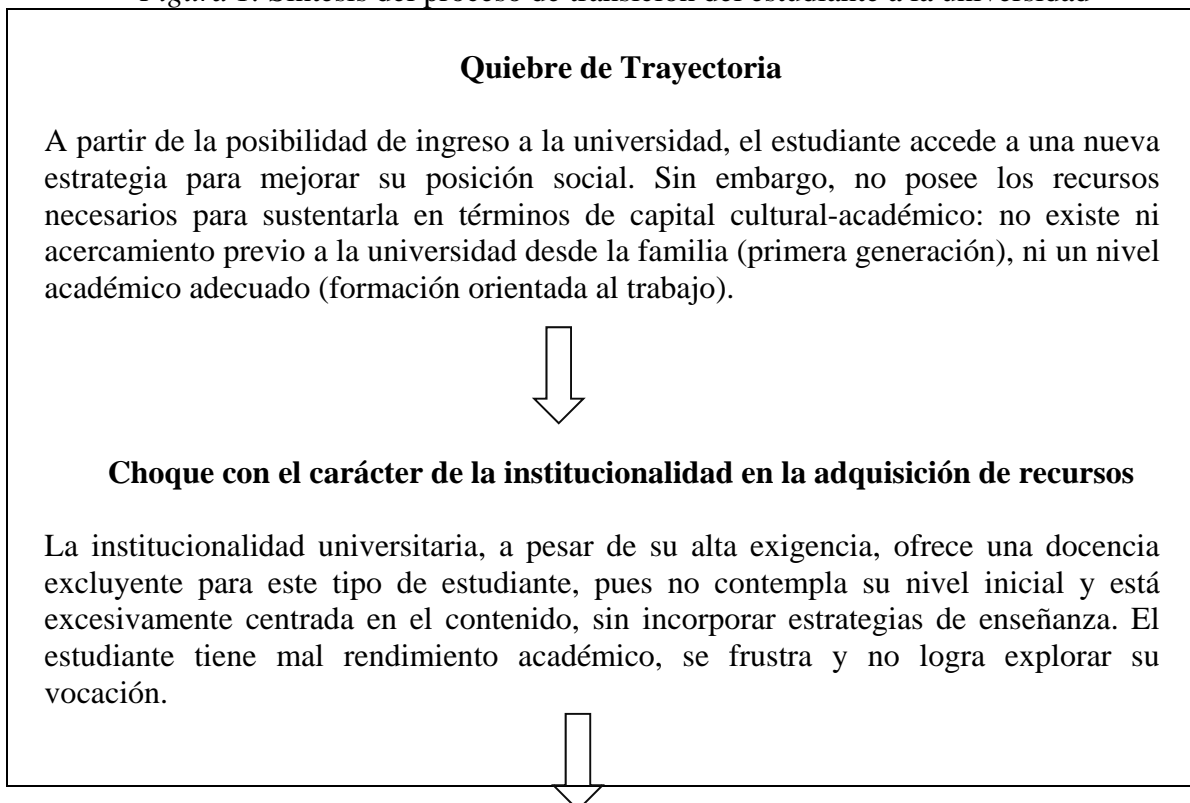 Figura 1. Síntesis del proceso de transición del estudiante a la universidad
Quiebre de Trayectoria
A partir de la posibilidad de ingreso a la universidad, el estudiante accede a una nueva
estrategia para mejorar su posición social. Sin embargo, no posee los recursos
necesarios para sustentarla en términos de capital cultural-académico: no existe ni
acercamiento previo a la universidad desde la familia (primera generación), ni un nivel
académico adecuado (formación orientada al trabajo).
Choque con el carácter de la institucionalidad en la adquisición de recursos
La institucionalidad universitaria, a pesar de su alta exigencia, ofrece una docencia
excluyente para este tipo de estudiante, pues no contempla su nivel inicial y está
excesivamente centrada en el contenido, sin incorporar estrategias de enseñanza. El
estudiante tiene mal rendimiento académico, se frustra y no logra explorar su
vocación.